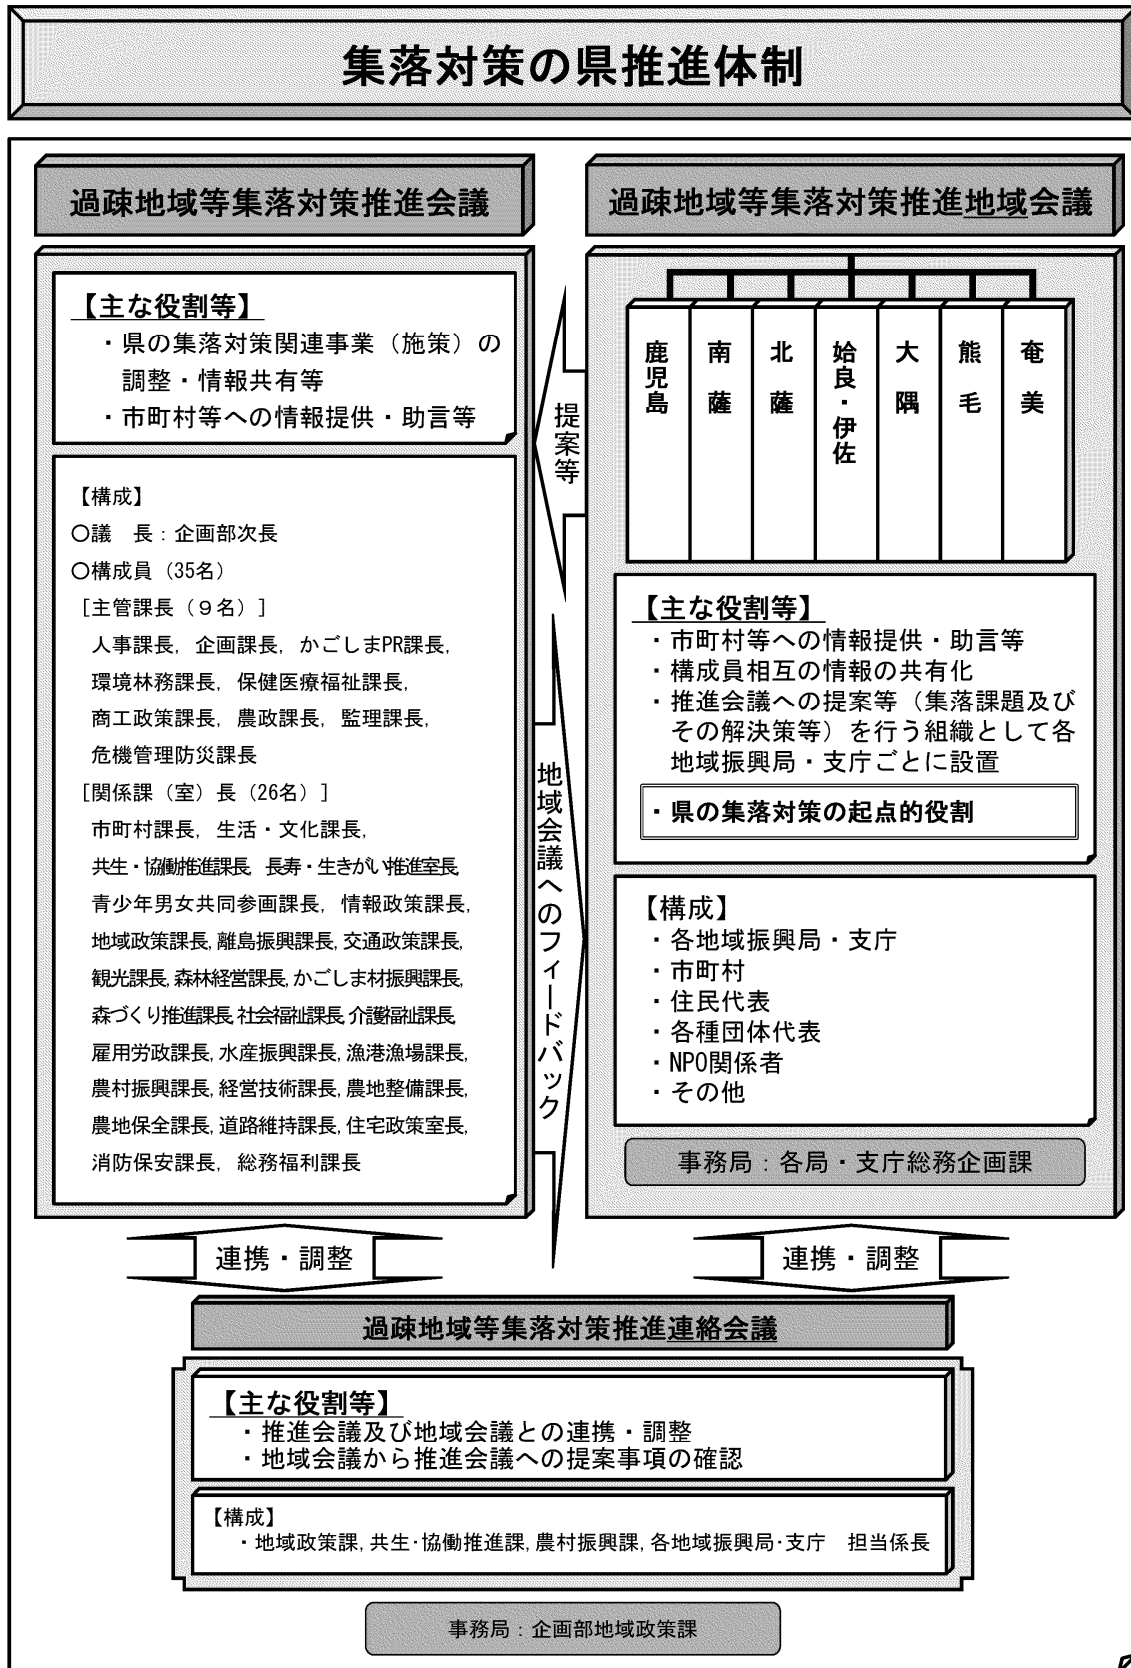 集落対策の県推進体制
過疎地域等集落対策推進会議
【主な役割等】
・県の集落対策関連事業（施策）の
調整・情報共有等
・市町村等への情報提供・助言等
【構成】
○議　長：企画部次長
○構成員（35名）
［主管課長（９名）］
人事課長，企画課長，かごしまPR課長，
環境林務課長，保健医療福祉課長，
商工政策課長，農政課長，監理課長，
危機管理防災課長
［関係課（室）長（26名）］
市町村課長，生活・文化課長，
共生・協働推進課長，長寿・生きがい推進室長，
青少年男女共同参画課長，情報政策課長，
地域政策課長，離島振興課長，交通政策課長，
観光課長，森林経営課長，かごしま材振興課長，
森づくり推進課長，社会福祉課長，介護福祉課長，
雇用労政課長，水産振興課長，漁港漁場課長，
農村振興課長，経営技術課長，農地整備課長，
農地保全課長，道路維持課長，住宅政策室長，
消防保安課長，総務福利課長
提案等
地域会議へのフィードバック
過疎地域等集落対策推進地域会議
鹿児島
南薩
北薩
姶良・伊佐
大隅
熊毛
奄美
【主な役割等】
・市町村等への情報提供・助言等
・構成員相互の情報の共有化
・推進会議への提案等（集落課題及び
その解決策等）を行う組織として各
地域振興局・支庁ごとに設置
・県の集落対策の起点的役割
【構成】
・各地域振興局・支庁
・市町村
・住民代表
・各種団体代表
・NPO関係者
・その他
事務局：各局・支庁総務企画課
連携・調整
連携・調整
過疎地域等集落対策推進連絡会議
【主な役割等】
・推進会議及び地域会議との連携・調整
・地域会議から推進会議への提案事項の確認
【構成】
・地域政策課，共生・協働推進課，農村振興課，各地域振興局・支庁　担当係長
事務局：企画部地域政策課